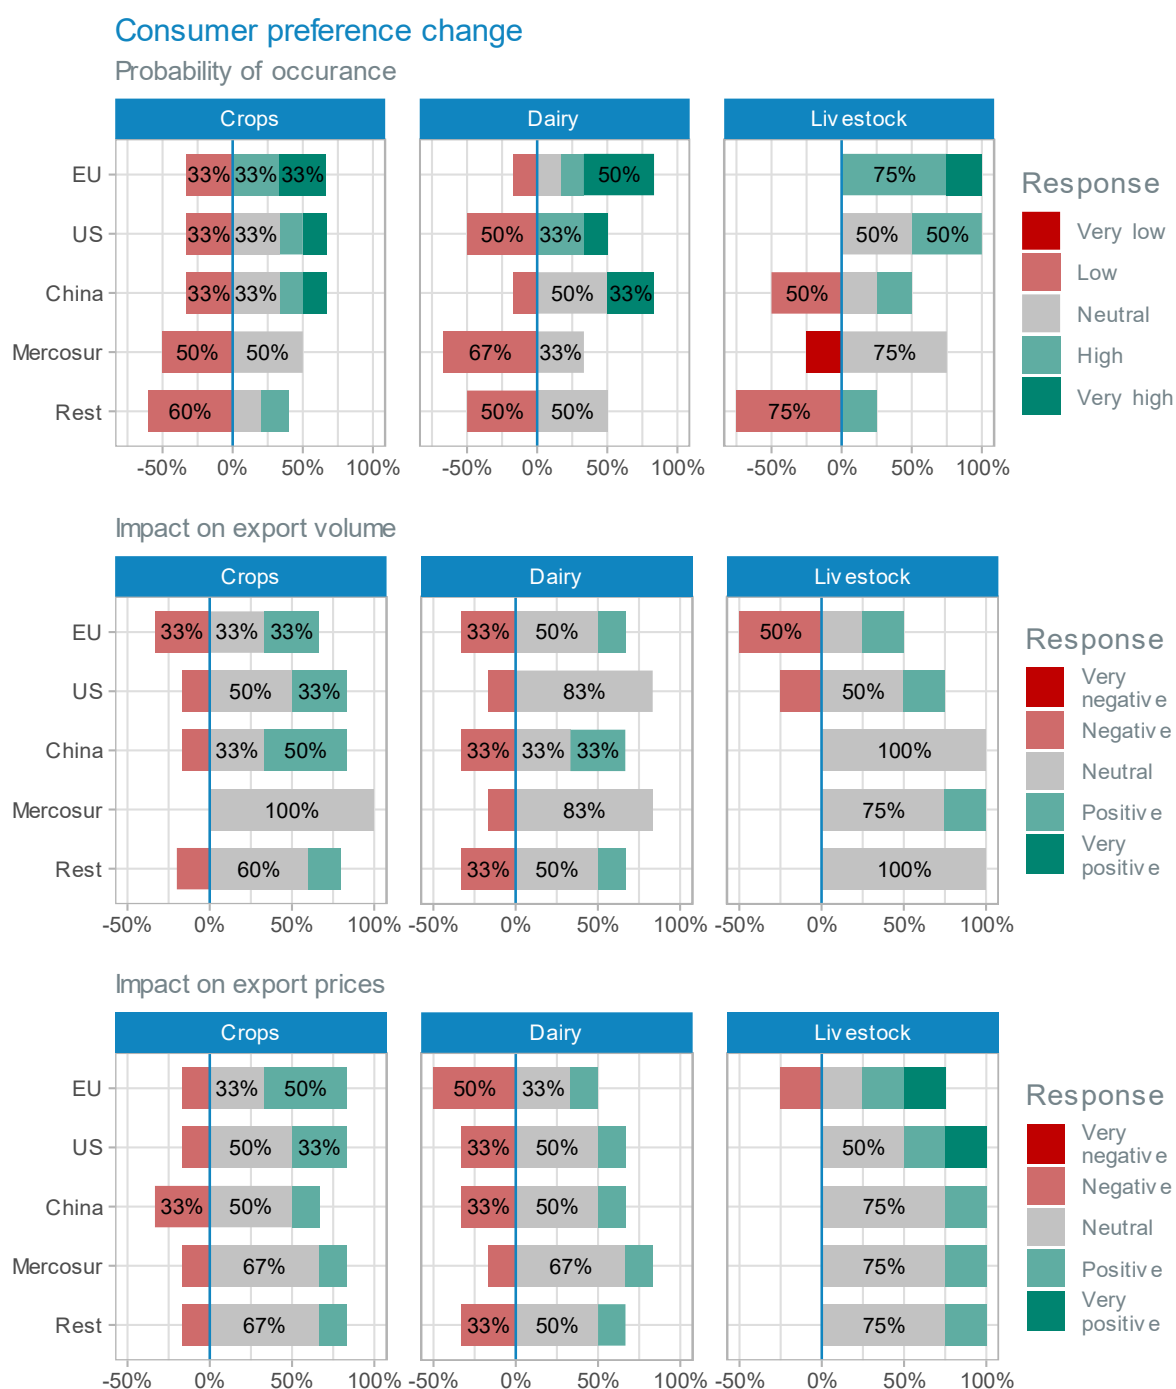 Consumer preference change
Probability of occurance
Crops Dairy Livestock
EU 33% 33% 33% 50% 75%
US 33% 33% 50% 33% 50% 50%
China 33% 33% 50% 33% 50%
Mercosur 50% 50% 67% 33% 75%
Rest 60% 50% 50% 75%
-50% 0% 50% 100% -50% 0% 50% 100% -50% 0% 50% 100%
Response
Very low
Low
Neutral
High
Very high
Impact on export volume
Crops Dairy Livestock
EU 33% 33% 33% 33% 50% 50%
US 50% 33% 83% 50%
China 33% 50% 33% 33% 33% 100%
Mercosur 100% 83% 75%
Rest 60% 33% 50% 100%
-50% 0% 50% 100% -50% 0% 50% 100% -50% 0% 50% 100%
Response
Very
negative
Negative
Neutral
Positive
Very
positive
Impact on export prices
Crops Dairy Livestock
EU 33% 50% 50% 33%
US 50% 33% 33% 50% 50%
China 33% 50% 33% 50% 75%
Mercosur 67% 67% 75%
Rest 67% 33% 50% 75%
-50% 0% 50% 100% -50% 0% 50% 100% -50% 0% 50% 100%
Response
Very
negative
Negative
Neutral
Positive
Very
positive